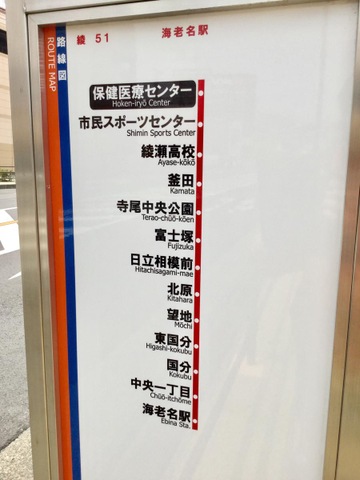 路線図
ROUTE MAP
綾 51 海老名駅
保健医療センター
Hoken-iryō Center
市民スポーツセンター
Shimin Sports Center
綾瀬高校
Ayase-kōkō
釜田
Kamata
寺尾中央公園
Terao-chūō-kōen
富士塚
Fujizuka
日立相模前
Hitachisagami-mae
北原
Kitahara
望地
Mōchi
東国分
Higashi-kokubu
国分
Kokubu
中央一丁目
Chūō-itchōme
海老名駅
Ebina Sta.